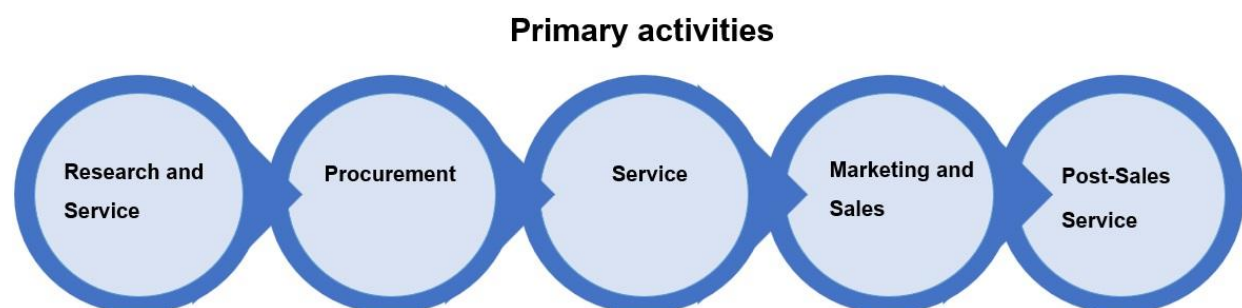 Primary activities
Research and
Service
Procurement
Service
Marketing and
Sales
Post-Sales
Service